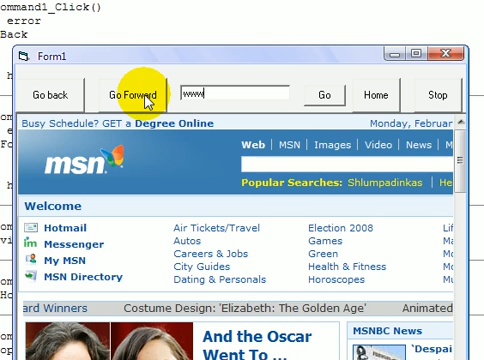 ommand1_Click()
error
Back
Form1
h
Go back
Go Forward
www
Go
Home
Stop
Busy Schedule? GET a Degree Online
Monday, Februar
msn
Web | MSN | Images | Video | News | M
Popular Searches: Shlumpadinkas | He
Welcome
Hotmail
Messenger
My MSN
MSN Directory
Air Tickets/Travel
Autos
Careers & Jobs
City Guides
Dating & Personals
Election 2008
Games
Green
Health & Fitness
Horoscopes
ard Winners
Costume Design: 'Elizabeth: The Golden Age'
Animated
And the Oscar
Went To ...
MSNBC News
'Despai